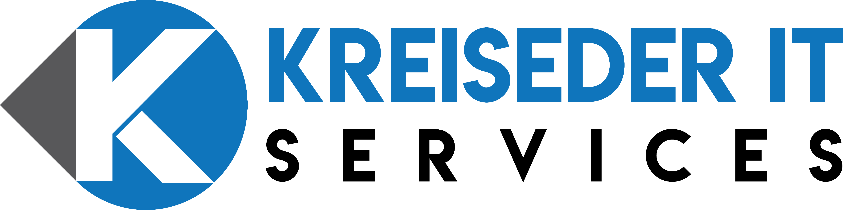 K
KREISEDER IT
SERVICES